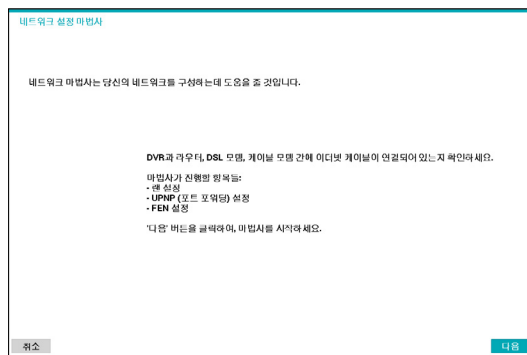 네트워크 설정 마법사
네트워크 마법사는 당신의 네트워크를 구성하는데 도움을 줄 것입니다.
DVR과 라우터, DSL 모뎀, 케이블 모뎀 간에 이더넷 케이블이 연결되어 있는지 확인하세요.
마법사가 진행할 항목들:
- 랜 설정
- UPNP (포트 포워딩) 설정
- FEN 설정
'다음' 버튼을 클릭하여, 마법사를 시작하세요.
취소
다음